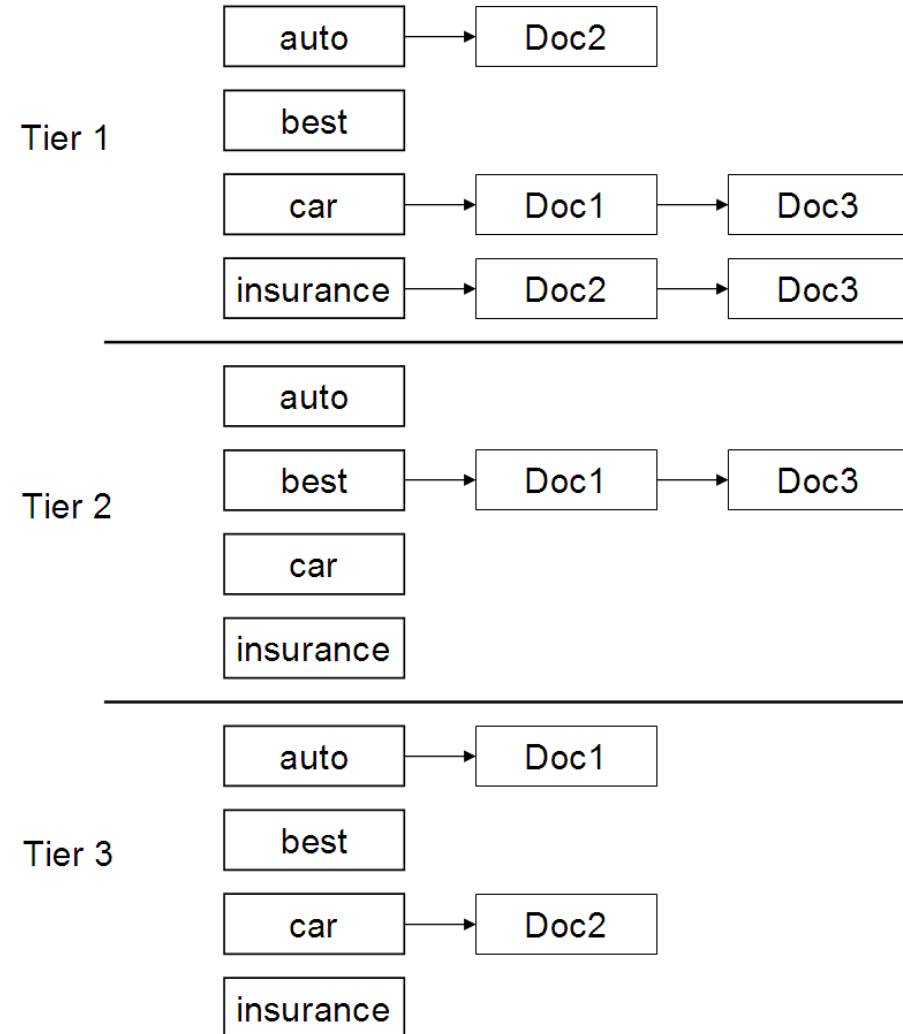 auto Doc2
Tier 1
best
car Doc1 Doc3
insurance Doc2 Doc3
auto
Tier 2
best Doc1 Doc3
car
insurance
auto Doc1
Tier 3
best
car Doc2
insurance